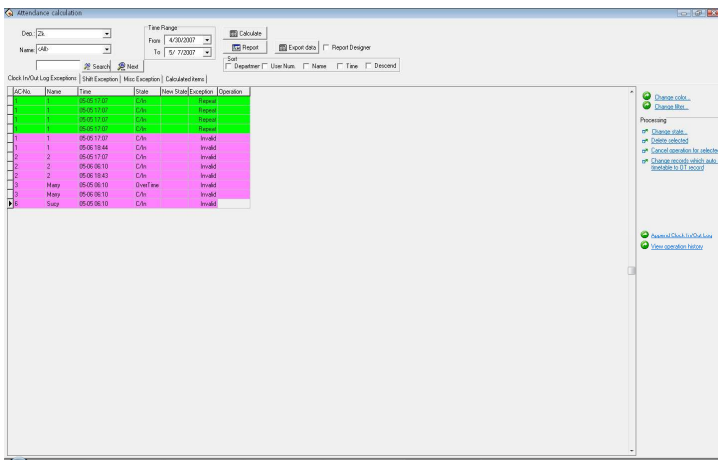 Attendance calculation
Dep. Zk
Name: <All>
Search Next
Time Range
From 4/30/2007
To 5/ 7/2007
Calculate
Report Export data Report Designer
Sort
Departmer User Num. Name Time Descend
Clock In/Out Log Exceptions Shift Exception Misc Exception Calculated items
AC-No. Name Time State New State Exception Operation
1 1 05-05 17:07 C/In Repeat
1 1 05-05 17:07 C/In Repeat
1 1 05-05 17:07 C/In Repeat
1 1 05-05 17:07 C/In Repeat
1 1 05-05 17:07 C/In Invalid
1 1 05-06 18:44 C/In Invalid
2 2 05-05 17:07 C/In Invalid
2 2 05-06 06:10 C/In Invalid
2 2 05-06 18:43 C/In Invalid
3 Marry 05-05 06:10 OverTime Invalid
3 Marry 05-06 06:10 C/In Invalid
6 Sucy 05-05 06:10 C/In Invalid
Change color...
Change filter...
Processing
Change state...
Delete selected
Cancel operation for selecte
Change records which auto
timetable to OT record
Append Clock In/Out Log
View operation history